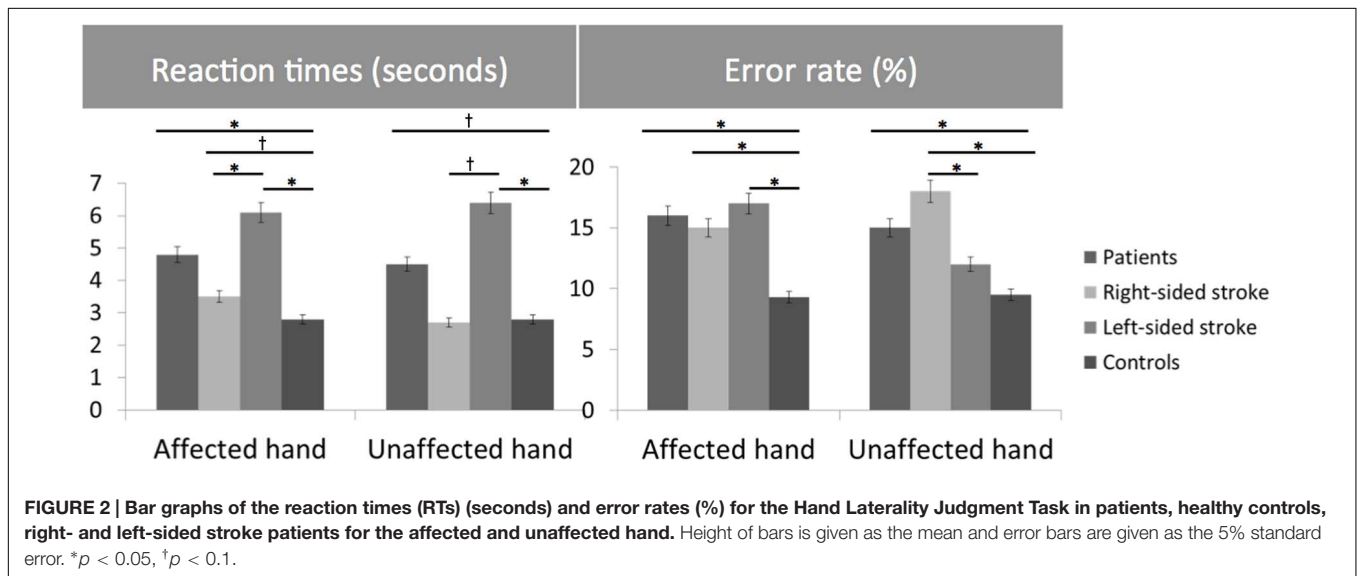 Reaction times (seconds)
Error rate (%)
* † * *
† † *
* * *
* * *
7
6
5
4
3
2
1
0
20
15
10
5
0
Affected hand
Unaffected hand
Affected hand
Unaffected hand
Patients
Right-sided stroke
Left-sided stroke
Controls
FIGURE 2 | Bar graphs of the reaction times (RTs) (seconds) and error rates (%) for the Hand Laterality Judgment Task in patients, healthy controls,
right- and left-sided stroke patients for the affected and unaffected hand. Height of bars is given as the mean and error bars are given as the 5% standard
error. *p < 0.05, †p < 0.1.